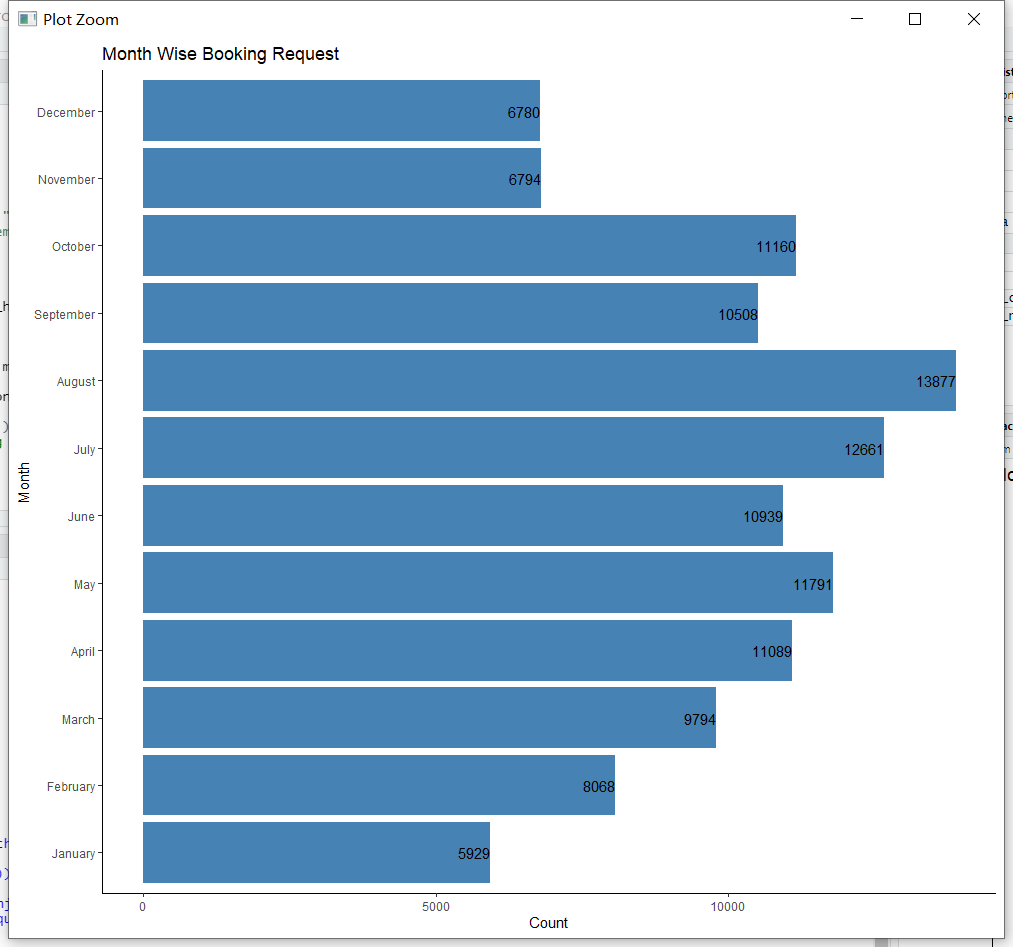 Plot Zoom
Month Wise Booking Request
December 6780
November 6794
October 11160
September 10508
August 13877
July 12661
Month
June 10939
May 11791
April 11089
March 9794
February 8068
January 5929
0 5000 10000
Count